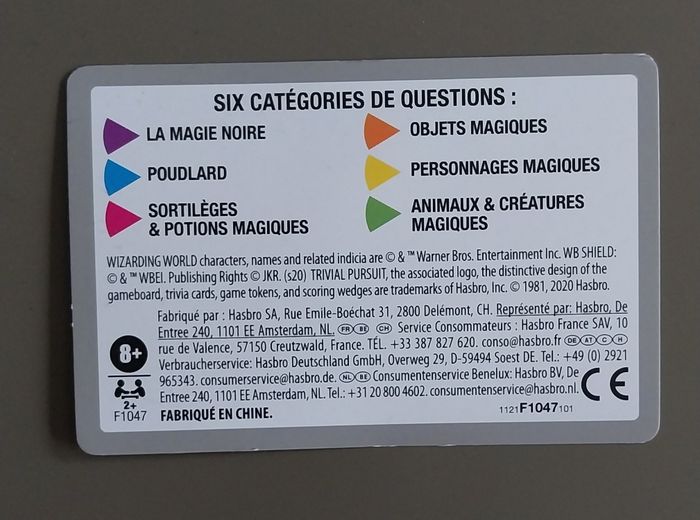 SIX CATÉGORIES DE QUESTIONS :
LA MAGIE NOIRE
POUDLARD
SORTILÈGES
& POTIONS MAGIQUES
OBJETS MAGIQUES
PERSONNAGES MAGIQUES
ANIMAUX & CRÉATURES
MAGIQUES
WIZARDING WORLD characters, names and related indicia are © & ™ Warner Bros. Entertainment Inc. WB SHIELD:
© & ™ WBEI. Publishing Rights © JKR. (s20) TRIVIAL PURSUIT, the associated logo, the distinctive design of the
gameboard, trivia cards, game tokens, and scoring wedges are trademarks of Hasbro, Inc. © 1981, 2020 Hasbro.
Fabriqué par : Hasbro SA, Rue Emile-Boéchat 31, 2800 Delémont, CH. Représenté par: Hasbro, De
Entree 240, 1101 EE Amsterdam, NL. FR BE CH Service Consommateurs : Hasbro France SAV, 10
rue de Valence, 57150 Creutzwald, France. TÉL. +33 387 827 620. conso@hasbro.fr DE AT C H
Verbraucherservice: Hasbro Deutschland GmbH, Overweg 29, D-59494 Soest DE. Tel.: +49 (0) 2921
965343. consumerservice@hasbro.de. NL BE Consumentenservice Benelux: Hasbro BV, De
Entree 240, 1101 EE Amsterdam, NL. Tel.: +31 20 800 4602. consumentenservice@hasbro.nl.
FABRIQUÉ EN CHINE.
8+
2+
F1047
1121F1047101
CE